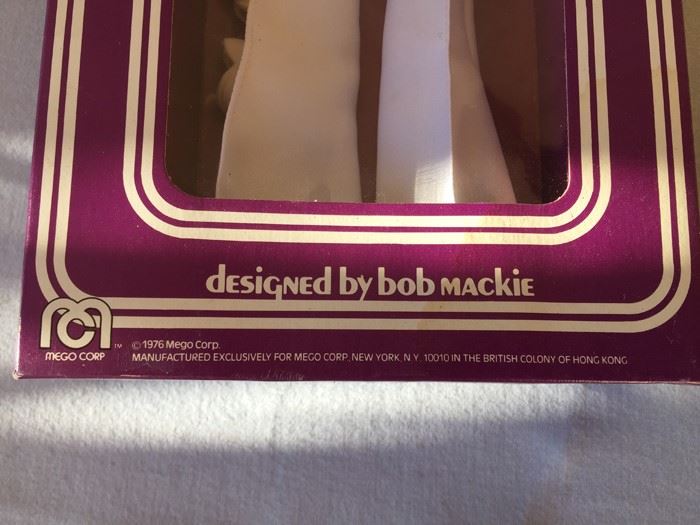 designed by bob mackie
MEGO CORP
TM
© 1976 Mego Corp.
MANUFACTURED EXCLUSIVELY FOR MEGO CORP, NEW YORK, N.Y. 10010 IN THE BRITISH COLONY OF HONG KONG